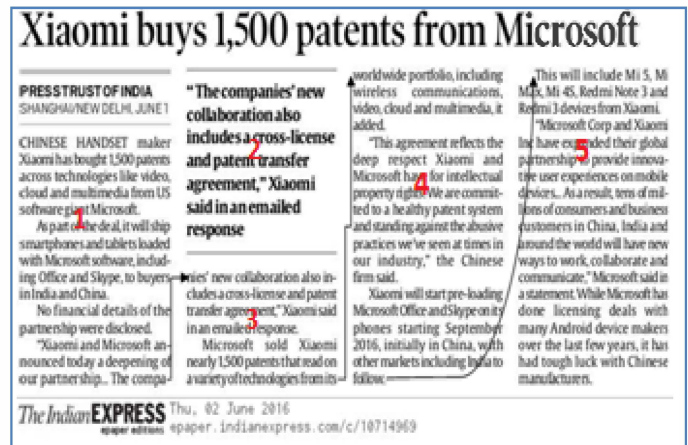 Xiaomi buys 1,500 patents from Microsoft
PRESS TRUST OF INDIA
SHANGHAI/NEW DELHI, JUNE 1
CHINESE HANDSET maker
Xiaomi has bought 1,500 patents
across technologies like video,
cloud and multimedia from US
software giant Microsoft.
1
As part of the deal, it will ship
smartphones and tablets loaded
with Microsoft software, includ-
ing Office and Skype, to buyers
in India and China.
No financial details of the
partnership were disclosed.
"Xiaomi and Microsoft an-
nounced today a deepening of
our partnership... The compa-
"The companies' new
collaboration also
includes a cross-license
2
and patent transfer
agreement," Xiaomi
said in an emailed
response
nies' new collaboration also in-
cludes a cross-license and patent
transfer agreement," Xiaomi said
3
in an emailed response.
Microsoft sold Xiaomi
nearly 1,500 patents that read on
a variety of technologies from its
worldwide portfolio, including
wireless communications,
video, cloud and multimedia, it
added.
"This agreement reflects the
deep respect Xiaomi and
Microsoft have for intellectual
4
property rights. We are commit-
ted to a healthy patent system
and standing against the abusive
practices we've seen at times in
our industry," the Chinese
firm said.
Xiaomi will start pre-loading
Microsoft Office and Skype on its
phones starting September
2016, initially in China, with
other markets including India to
follow.
This will include Mi 5, Mi
Max, Mi 4S, Redmi Note 3 and
Redmi 3 devices from Xiaomi.
"Microsoft Corp and Xiaomi
Inc have expanded their global
5
partnership to provide innova-
tive user experiences on mobile
devices... As a result, tens of mil-
lions of consumers and business
customers in China, India and
around the world will have new
ways to work, collaborate and
communicate," Microsoft said in
a statement. While Microsoft has
done licensing deals with
many Android device makers
over the last few years, it has
had tough luck with Chinese
manufacturers.
The Indian EXPRESS Thu, 02 June 2016
epaper editions epaper.indianexpress.com/c/10714969